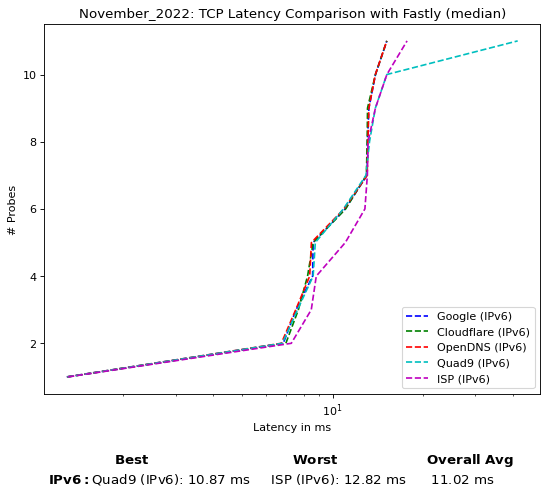 November_2022: TCP Latency Comparison with Fastly (median)
10
8
6
4
2
# Probes
Google (IPv6)
Cloudflare (IPv6)
OpenDNS (IPv6)
Quad9 (IPv6)
ISP (IPv6)
10¹
Latency in ms
Best Worst Overall Avg
IPv6: Quad9 (IPv6): 10.87 ms ISP (IPv6): 12.82 ms 11.02 ms